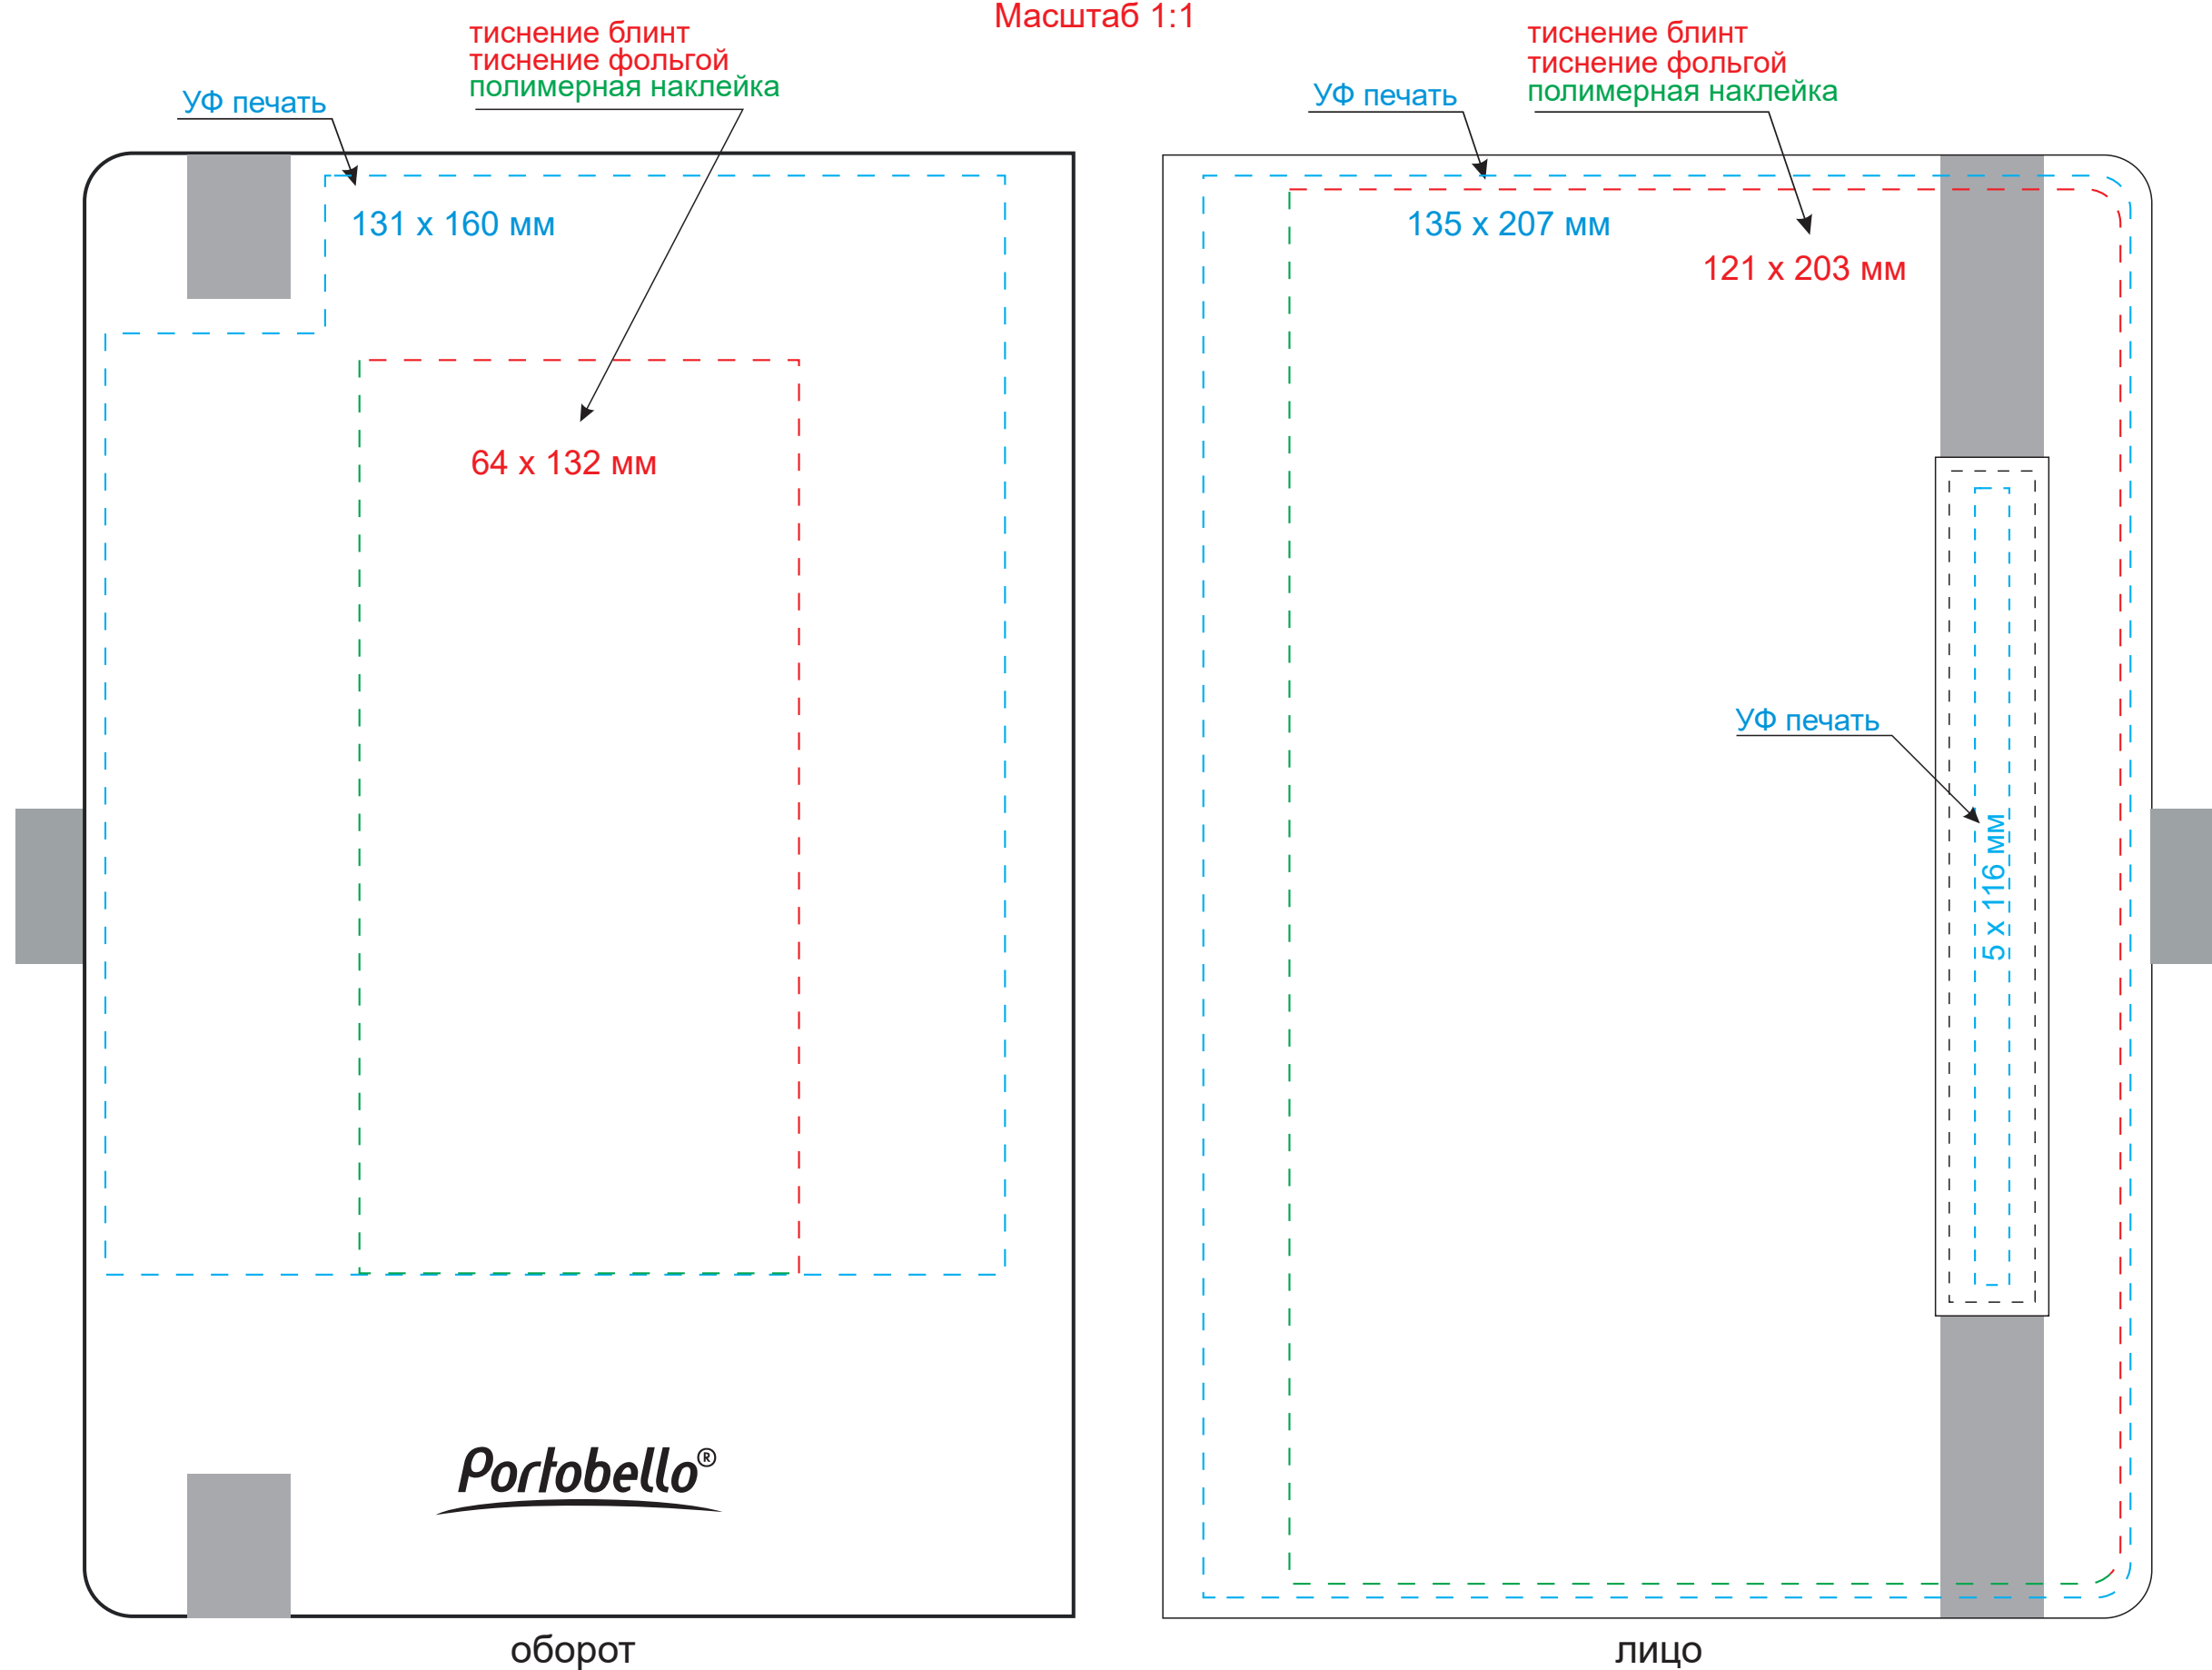 Масштаб 1:1
тиснение блинт
тиснение фольгой
полимерная наклейка
УФ печать
131 х 160 мм
64 х 132 мм
Portobello®
оборот
тиснение блинт
тиснение фольгой
полимерная наклейка
УФ печать
135 х 207 мм
121 х 203 мм
УФ печать
5 х 116 мм
лицо